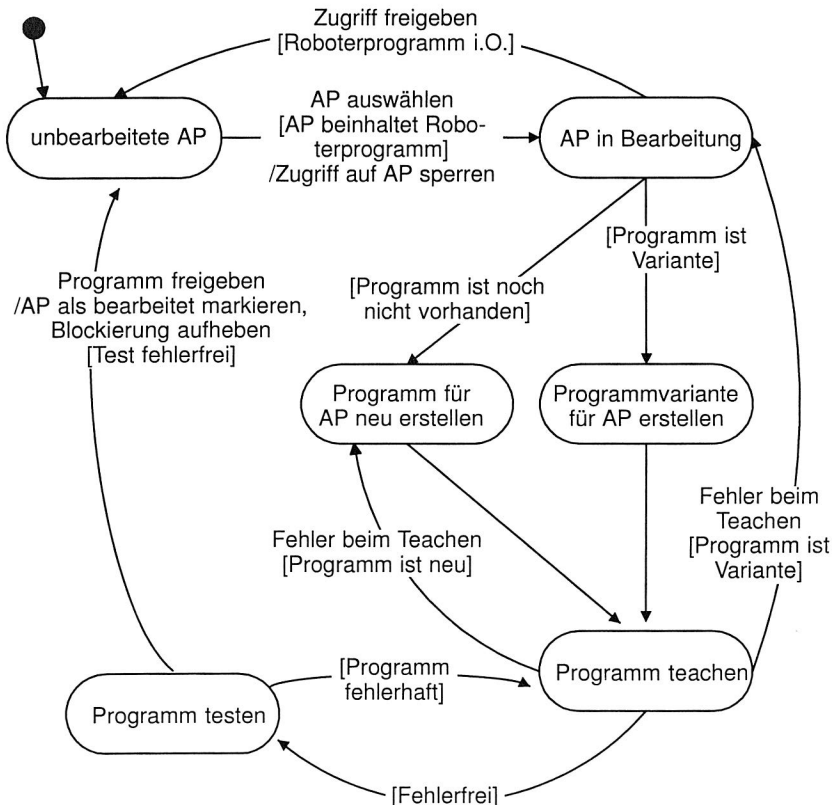 Zugriff freigeben
[Roboterprogramm i.O.]
unbearbeitete AP
AP auswählen
[AP beinhaltet Robo-
terprogramm]
/Zugriff auf AP sperren
AP in Bearbeitung
[Programm ist
Variante]
Programm freigeben
/AP als bearbeitet markieren,
Blockierung aufheben
[Test fehlerfrei]
[Programm ist noch
nicht vorhanden]
Programm für
AP neu erstellen
Programmvariante
für AP erstellen
Fehler beim Teachen
[Programm ist neu]
Fehler beim
Teachen
[Programm ist
Variante]
[Programm
fehlerhaft]
Programm teachen
Programm testen
[Fehlerfrei]